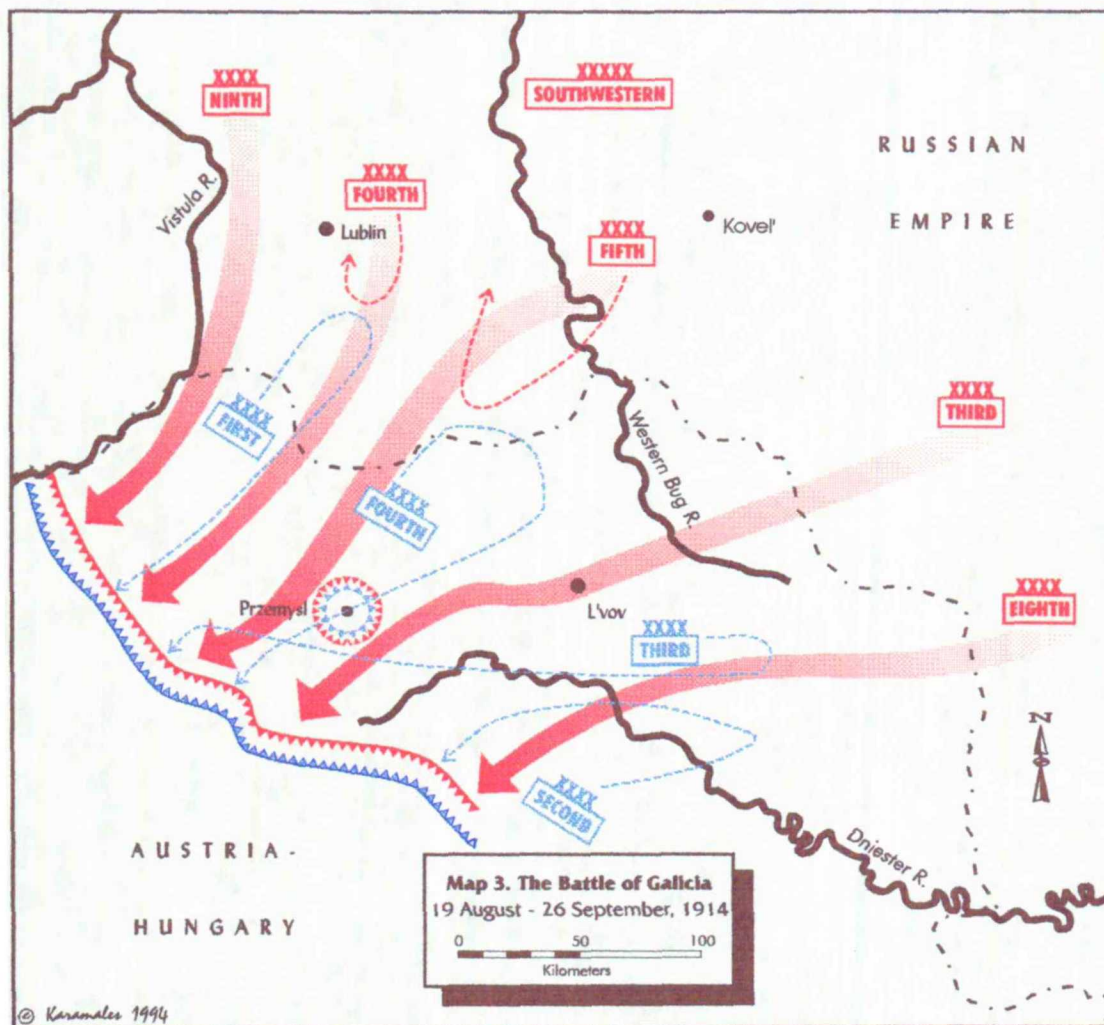 XXXX
NINTH
XXXXX
SOUTHWESTERN
RUSSIAN
EMPIRE
XXXX
FOURTH
Vistula R.
Lublin
Kovel'
XXXX
FIFTH
XXXX
THIRD
XXXX
FIRST
Western Bug R.
XXXX
FOURTH
XXXX
EIGHTH
Przemysl
L'vov
XXXX
THIRD
N
XXXX
SECOND
Dniester R.
AUSTRIA-
HUNGARY
Map 3. The Battle of Galicia
19 August - 26 September, 1914
0 50 100
Kilometers
© Karamales 1994